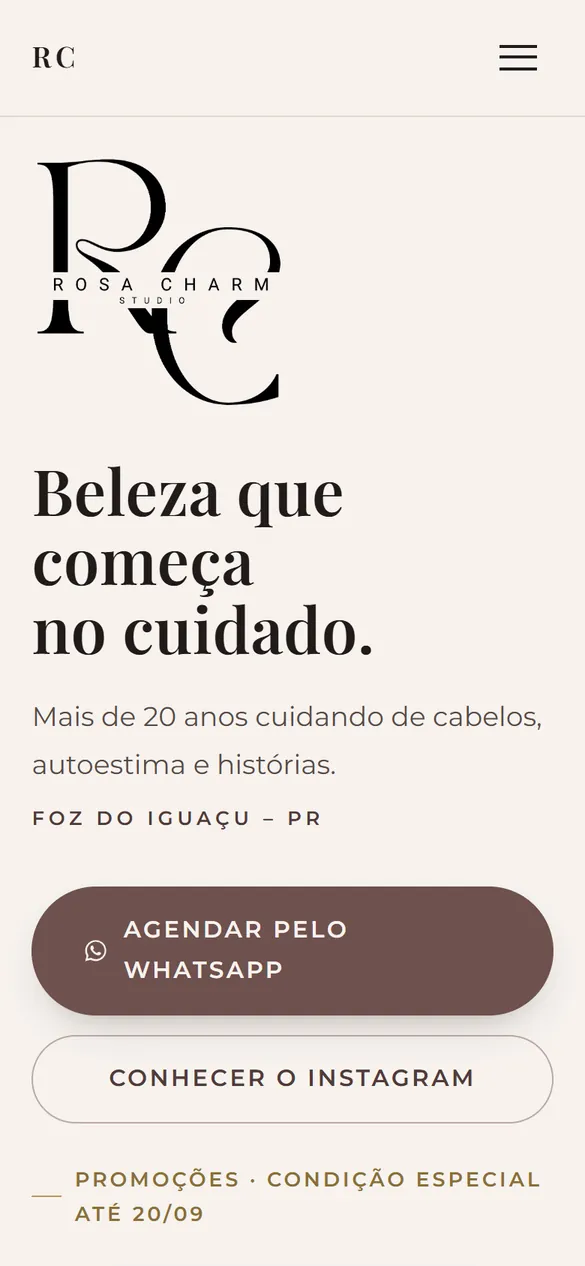 RC
RC
ROSA CHARM
STUDIO
Beleza que
começa
no cuidado.
Mais de 20 anos cuidando de cabelos,
autoestima e histórias.
FOZ DO IGUAÇU – PR
AGENDAR PELO
WHATSAPP
CONHECER O INSTAGRAM
PROMOÇÕES · CONDIÇÃO ESPECIAL
ATÉ 20/09